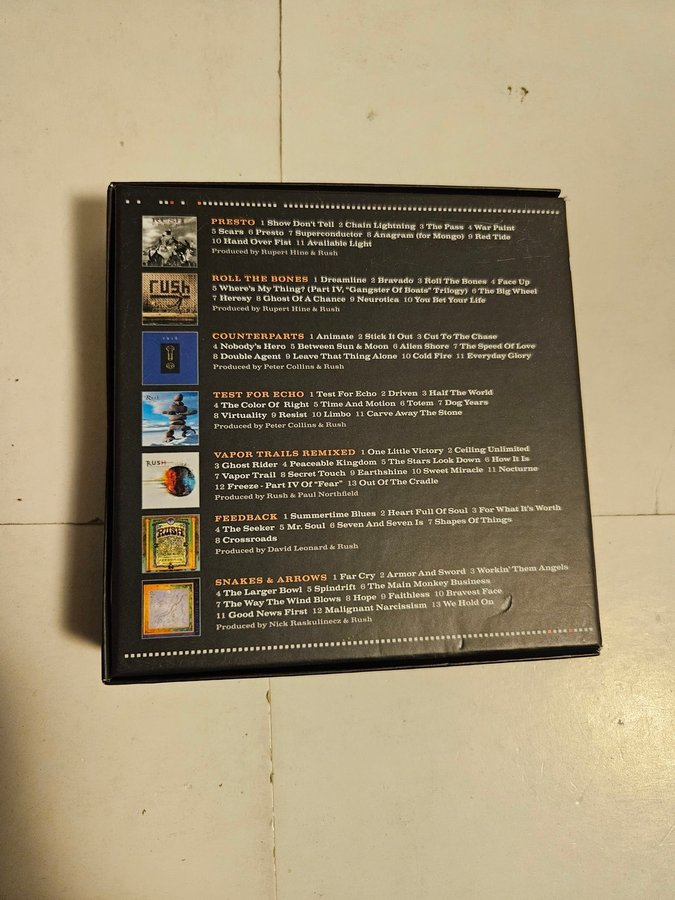 PRESTO 1 Show Don't Tell 2 Chain Lightning 3 The Pass 4 War Paint
5 Scars 6 Presto 7 Superconductor 8 Anagram (for Mongo) 9 Red Tide
10 Hand Over Fist 11 Available Light
Produced by Rupert Hine & Rush
RUSH
ROLL THE BONES 1 Dreamline 2 Bravado 3 Roll The Bones 4 Face Up
5 Where's My Thing? (Part IV, "Gangster Of Boats" Trilogy) 6 The Big Wheel
7 Heresy 8 Ghost Of A Chance 9 Neurotica 10 You Bet Your Life
Produced by Rupert Hine & Rush
rush
COUNTERPARTS 1 Animate 2 Stick It Out 3 Cut To The Chase
4 Nobody's Hero 5 Between Sun & Moon 6 Alien Shore 7 The Speed Of Love
8 Double Agent 9 Leave That Thing Alone 10 Cold Fire 11 Everyday Glory
Produced by Peter Collins & Rush
Rush
TEST FOR ECHO 1 Test For Echo 2 Driven 3 Half The World
4 The Color Of Right 5 Time And Motion 6 Totem 7 Dog Years
8 Virtuality 9 Resist 10 Limbo 11 Carve Away The Stone
Produced by Peter Collins & Rush
RUSH
VAPOR TRAILS REMIXED 1 One Little Victory 2 Ceiling Unlimited
3 Ghost Rider 4 Peaceable Kingdom 5 The Stars Look Down 6 How It Is
7 Vapor Trail 8 Secret Touch 9 Earthshine 10 Sweet Miracle 11 Nocturne
12 Freeze - Part IV Of "Fear" 13 Out Of The Cradle
Produced by Rush & Paul Northfield
RUSH
FEEDBACK 1 Summertime Blues 2 Heart Full Of Soul 3 For What It's Worth
4 The Seeker 5 Mr. Soul 6 Seven And Seven Is 7 Shapes Of Things
8 Crossroads
Produced by David Leonard & Rush
SNAKES & ARROWS 1 Far Cry 2 Armor And Sword 3 Workin' Them Angels
4 The Larger Bowl 5 Spindrift 6 The Main Monkey Business
7 The Way The Wind Blows 8 Hope 9 Faithless 10 Bravest Face
11 Good News First 12 Malignant Narcissism 13 We Hold On
Produced by Nick Raskulinecz & Rush